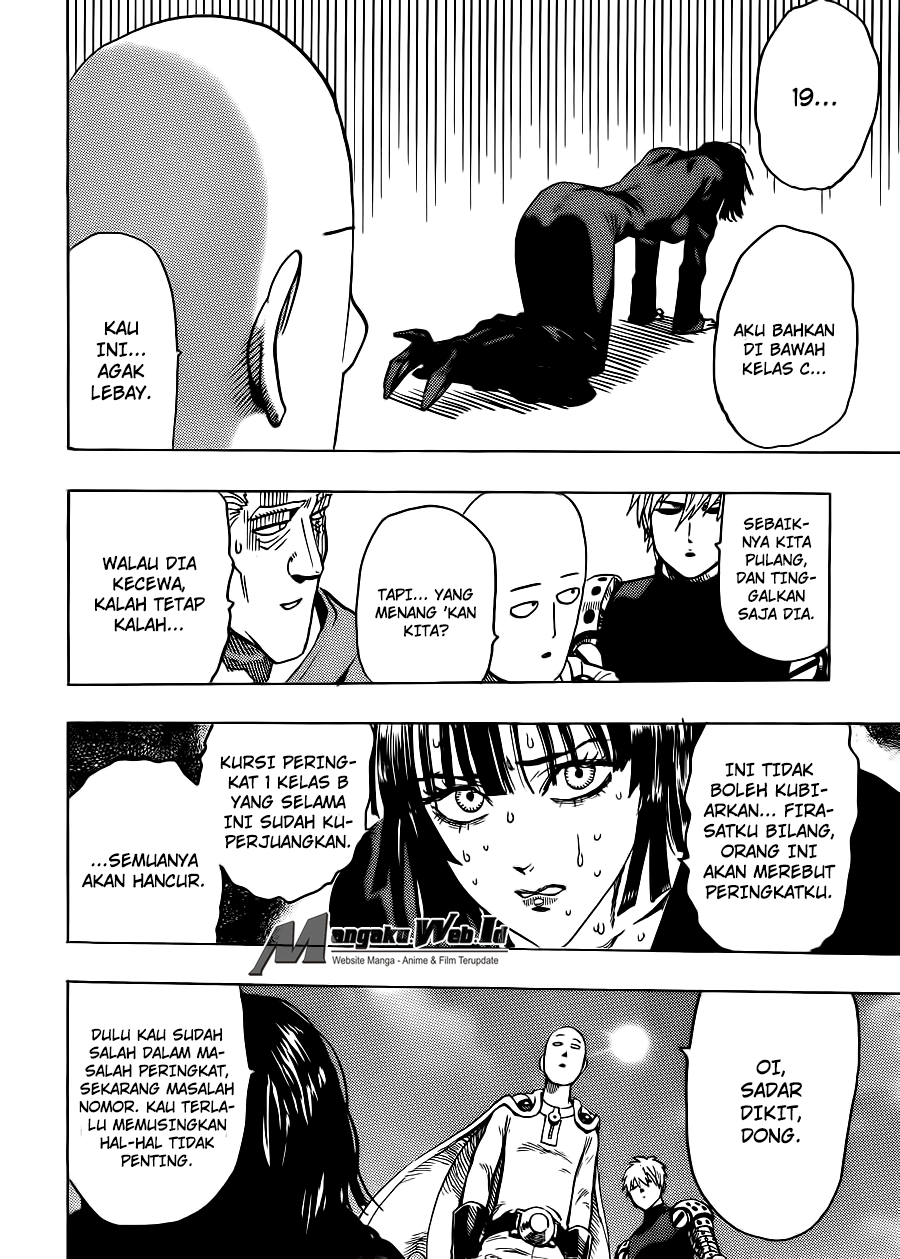 19...
AKU BAHKAN
DI BAWAH
KELAS C...
KAU
INI...
AGAK
LEBAY.
SEBAIK-
NYA KITA
PULANG,
DAN TING-
GALKAN
SAJA DIA.
TAPI... YANG
MENANG 'KAN
KITA?
WALAU DIA
KECEWA,
KALAH TETAP
KALAH...
INI TIDAK
BOLEH KUBI-
ARKAN... FIRA-
SATKU BILANG,
ORANG INI
AKAN MEREBUT
PERINGKATKU.
KURSI PERING-
KAT 1 KELAS B
YANG SELAMA
INI SUDAH KU-
PERJUANGKAN.
...SEMUANYA
AKAN HANCUR.
Mangaku.Web.Id
Website Manga - Anime & Film Terupdate
OI,
SADAR
DIKIT,
DONG.
DULU KAU SUDAH
SALAH DALAM MA-
SALAH PERINGKAT,
SEKARANG MASALAH
NOMOR. KAU TERLA-
LU MEMUSINGKAN
HAL-HAL TIDAK
PENTING.